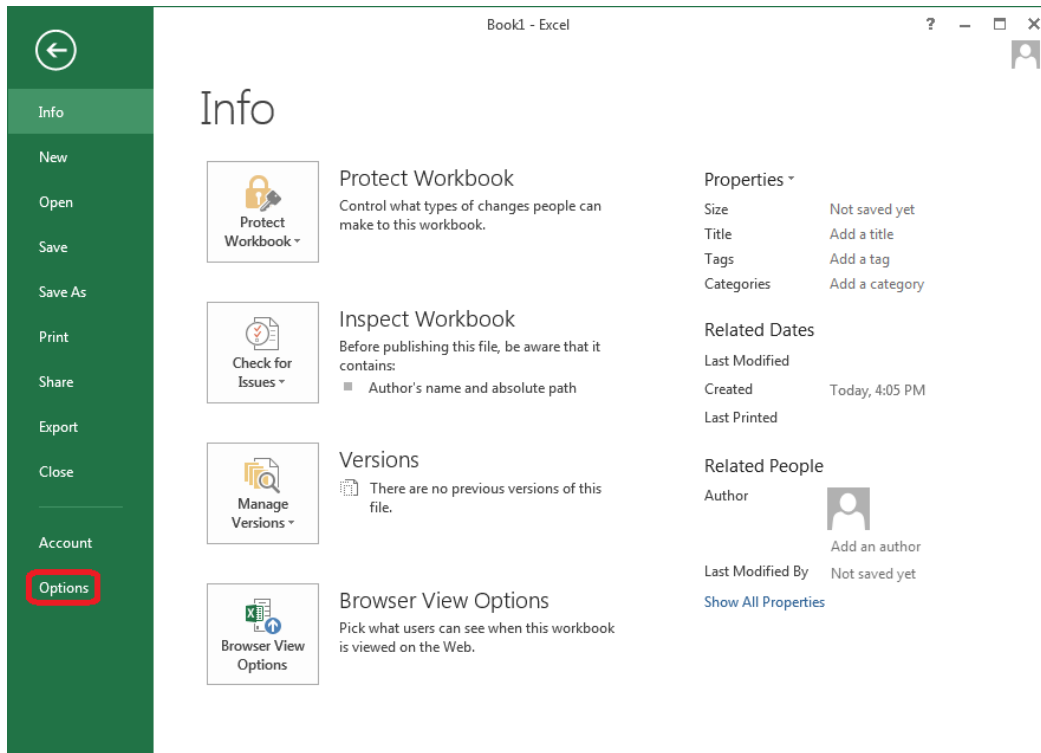 Book1 - Excel
?
Info
New
Open
Save
Save As
Print
Share
Export
Close
Account
Options
Info
Protect
Workbook
Protect Workbook
Control what types of changes people can
make to this workbook.
Check for
Issues
Inspect Workbook
Before publishing this file, be aware that it
contains:
Author's name and absolute path
Manage
Versions
Versions
There are no previous versions of this
file.
Browser View
Options
Browser View Options
Pick what users can see when this workbook
is viewed on the Web.
Properties
Size Not saved yet
Title Add a title
Tags Add a tag
Categories Add a category
Related Dates
Last Modified
Created Today, 4:05 PM
Last Printed
Related People
Author
Add an author
Last Modified By Not saved yet
Show All Properties